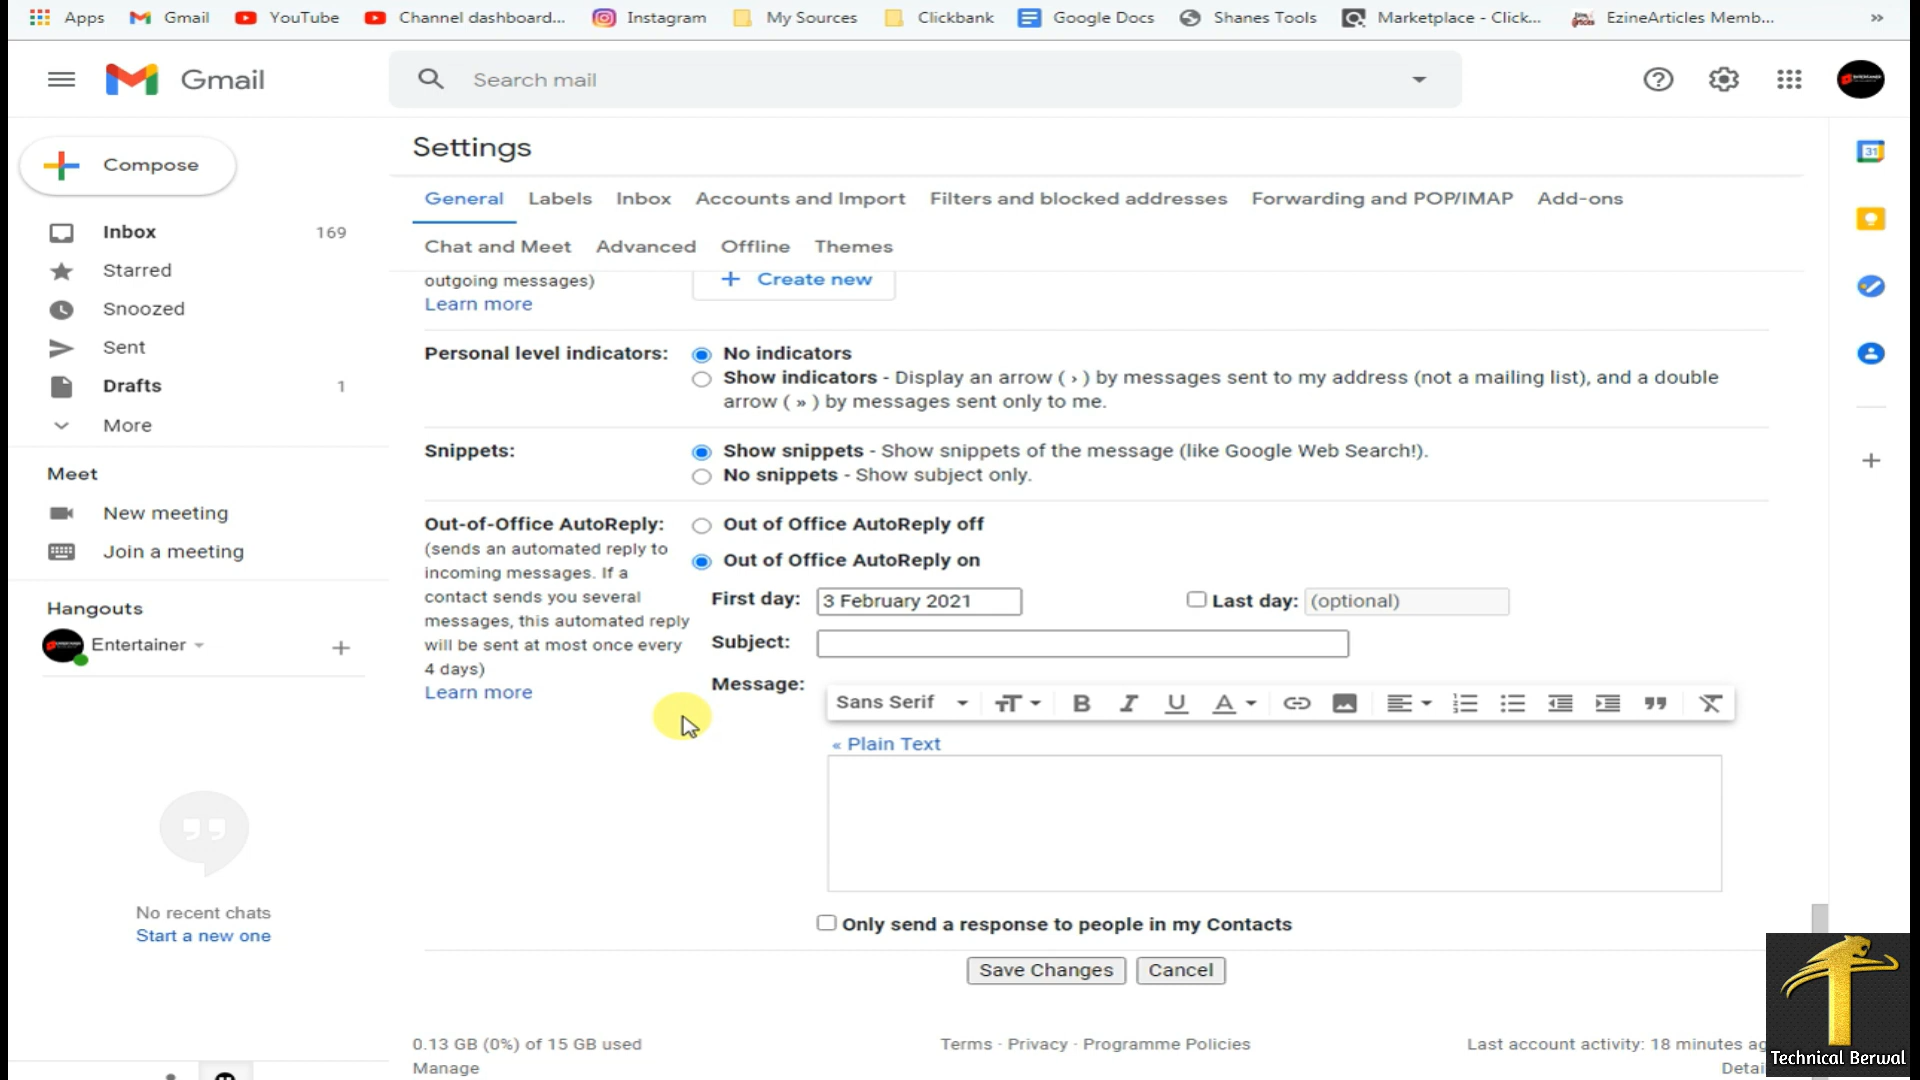 Apps Gmail YouTube Channel dashboard... Instagram My Sources Clickbank Google Docs Shanes Tools Marketplace - Click... EzineArticles Memb... »
Gmail Search mail
Settings
Compose
General Labels Inbox Accounts and Import Filters and blocked addresses Forwarding and POP/IMAP Add-ons
Chat and Meet Advanced Offline Themes
Inbox 169
Starred
Snoozed
Sent
Drafts 1
More
Meet
New meeting
Join a meeting
Hangouts
Entertainer
No recent chats
Start a new one
outgoing messages)
Learn more
+ Create new
Personal level indicators:
No indicators
Show indicators - Display an arrow ( › ) by messages sent to my address (not a mailing list), and a double
arrow ( » ) by messages sent only to me.
Snippets:
Show snippets - Show snippets of the message (like Google Web Search!).
No snippets - Show subject only.
Out-of-Office AutoReply:
(sends an automated reply to
incoming messages. If a
contact sends you several
messages, this automated reply
will be sent at most once every
4 days)
Learn more
Out of Office AutoReply off
Out of Office AutoReply on
First day: 3 February 2021 Last day: (optional)
Subject:
Message:
Sans Serif
« Plain Text
Only send a response to people in my Contacts
Save Changes Cancel
0.13 GB (0%) of 15 GB used
Manage
Terms · Privacy · Programme Policies
Last account activity: 18 minutes ag
Detai
31
Technical Berwal